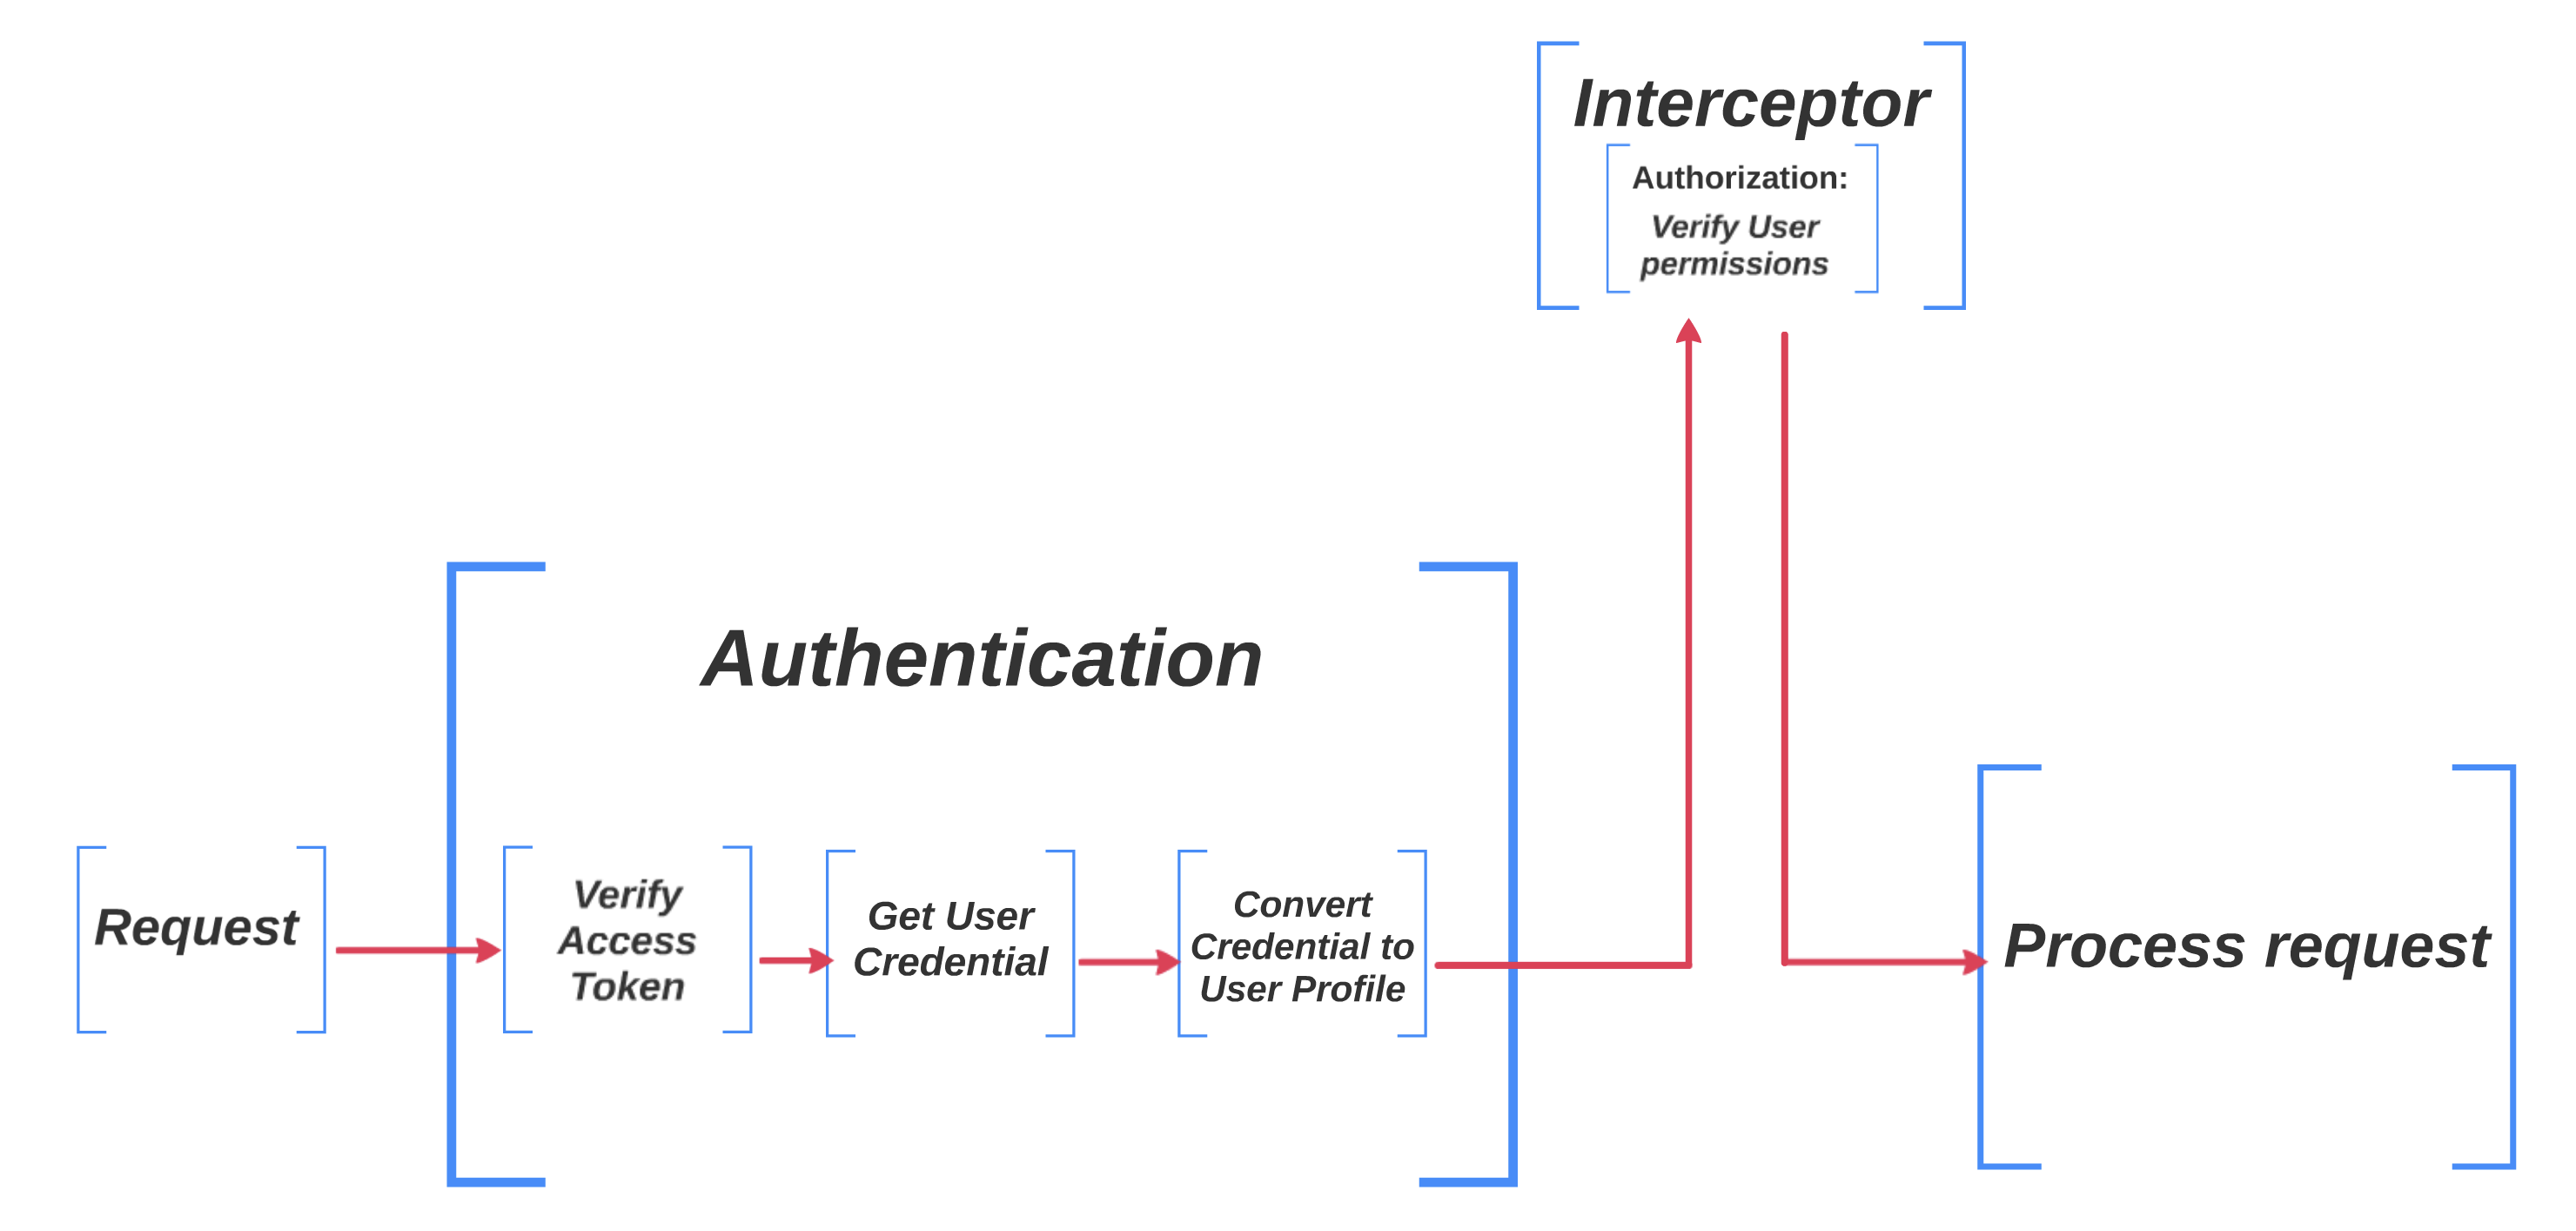 Interceptor
Authorization:
Verify User
permissions
Authentication
Request
Verify
Access
Token
Get User
Credential
Convert
Credential to
User Profile
Process request